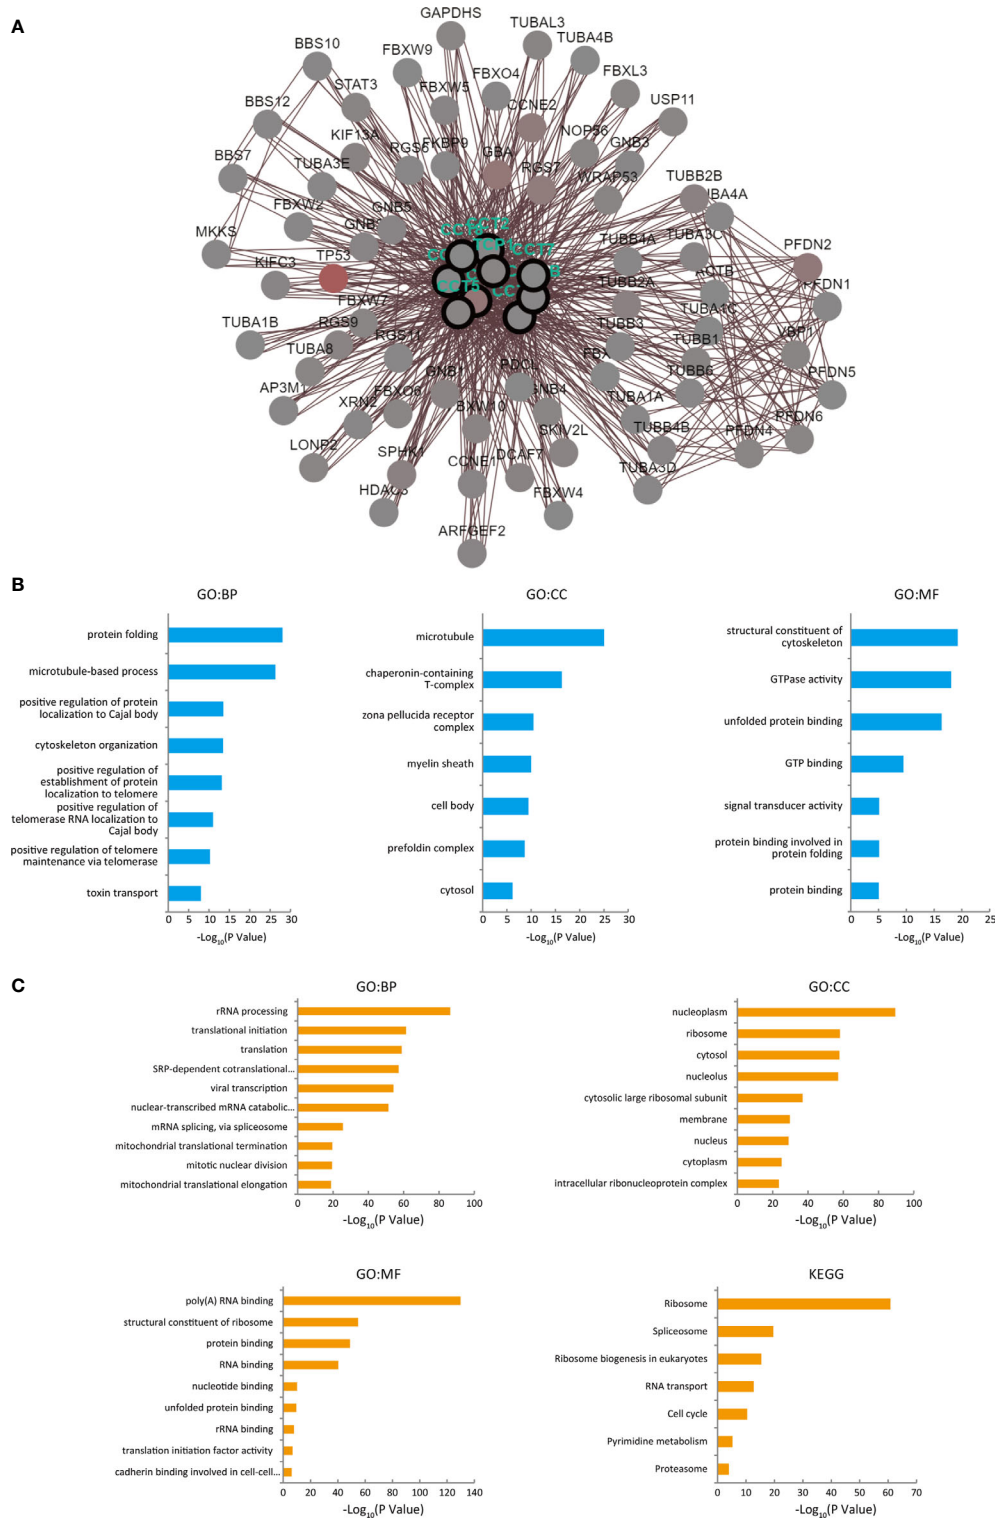 A
GAPDHS
TUBAL3
TUBA4B
BBS10
FBXW9
FBXL3
STAT3
FBXW5
FBXO4
CCNE2
USP11
BBS12
KIF13A
NOP56
GNB3
RGS6
FKBP9
GBA
RGS7
BBS7
TUBA3E
WRAP53
TUBB2B
FBXW2
GNB5
UBA4A
MKKS
TUBB4A
TUBA3C
PFDN2
KIFC3
TP53
CCT2
TCP1
CCT7
CCT5
ACTB
TUBB2A
PFDN1
FBXW7
TUBA1C
TUBA1B
RGS9
RGS11
TUBB3
TUBB1
VBP1
TUBA8
GNB1
PDCL
TUBB6
PFDN5
AP3M1
FBXO6
GNB4
TUBA1A
XRN2
BXW10
TUBB4B
PFDN4
PFDN6
LONP2
SPHK1
CCNE1
DCAF7
SKIV2L
TUBA3D
HDAC3
FBXW4
ARFGEF2
B
GO:BP
protein folding
microtubule-based process
positive regulation of protein
localization to Cajal body
cytoskeleton organization
positive regulation of
establishment of protein
localization to telomere
positive regulation of
telomerase RNA localization to
Cajal body
positive regulation of telomere
maintenance via telomerase
toxin transport
0 5 10 15 20 25 30
-Log₁₀(P Value)
GO:CC
microtubule
chaperonin-containing
T-complex
zona pellucida receptor
complex
myelin sheath
cell body
prefoldin complex
cytosol
0 5 10 15 20 25 30
-Log₁₀(P Value)
GO:MF
structural constituent of
cytoskeleton
GTPase activity
unfolded protein binding
GTP binding
signal transducer activity
protein binding involved in
protein folding
protein binding
0 5 10 15 20 25
-Log₁₀(P Value)
C
GO:BP
rRNA processing
translational initiation
translation
SRP-dependent cotranslational...
viral transcription
nuclear-transcribed mRNA catabolic...
mRNA splicing, via spliceosome
mitochondrial translational termination
mitotic nuclear division
mitochondrial translational elongation
0 20 40 60 80 100
-Log₁₀(P Value)
GO:CC
nucleoplasm
ribosome
cytosol
nucleolus
cytosolic large ribosomal subunit
membrane
nucleus
cytoplasm
intracellular ribonucleoprotein complex
0 20 40 60 80 100
-Log₁₀(P Value)
GO:MF
poly(A) RNA binding
structural constituent of ribosome
protein binding
RNA binding
nucleotide binding
unfolded protein binding
rRNA binding
translation initiation factor activity
cadherin binding involved in cell-cell...
0 20 40 60 80 100 120 140
-Log₁₀(P Value)
KEGG
Ribosome
Spliceosome
Ribosome biogenesis in eukaryotes
RNA transport
Cell cycle
Pyrimidine metabolism
Proteasome
0 10 20 30 40 50 60 70
-Log₁₀(P Value)